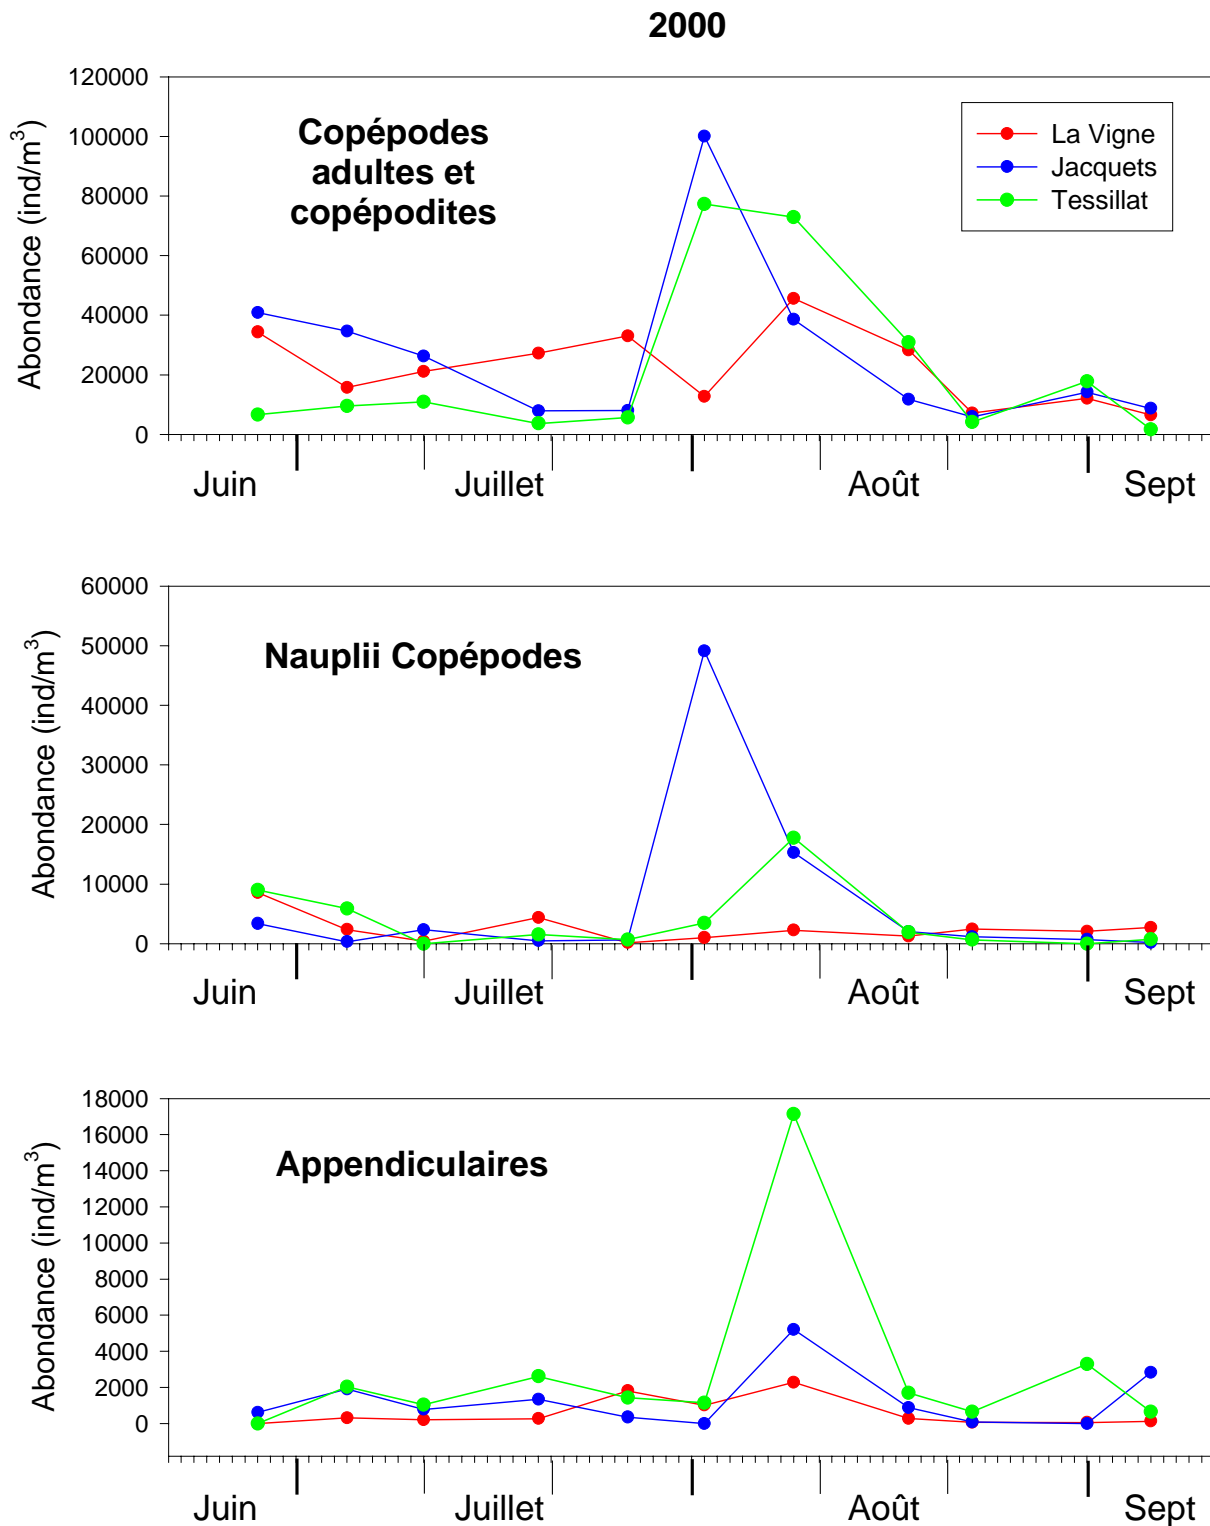 2000
120000
100000
80000
60000
40000
20000
0
Abondance (ind/m³)
Copépodes
adultes et
copépodites
La Vigne
Jacquets
Tessillat
Juin Juillet Août Sept
60000
50000
40000
30000
20000
10000
0
Abondance (ind/m³)
Nauplii Copépodes
Juin Juillet Août Sept
18000
16000
14000
12000
10000
8000
6000
4000
2000
0
Abondance (ind/m³)
Appendiculaires
Juin Juillet Août Sept